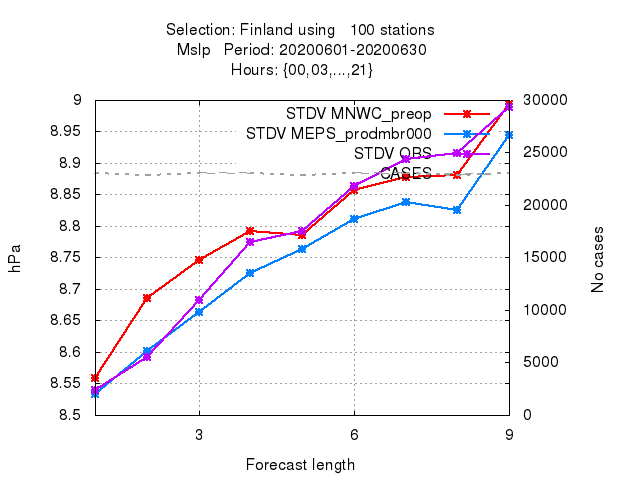 Selection: Finland using   100 stations
Mslp   Period: 20200601-20200630
Hours: {00,03,...,21}
9
8.95
8.9
8.85
8.8
8.75
8.7
8.65
8.6
8.55
8.5
hPa
STDV MNWC_preop
STDV MEPS_prodmbr000
STDV OBS
CASES
30000
25000
20000
15000
10000
5000
0
No cases
3
6
9
Forecast length